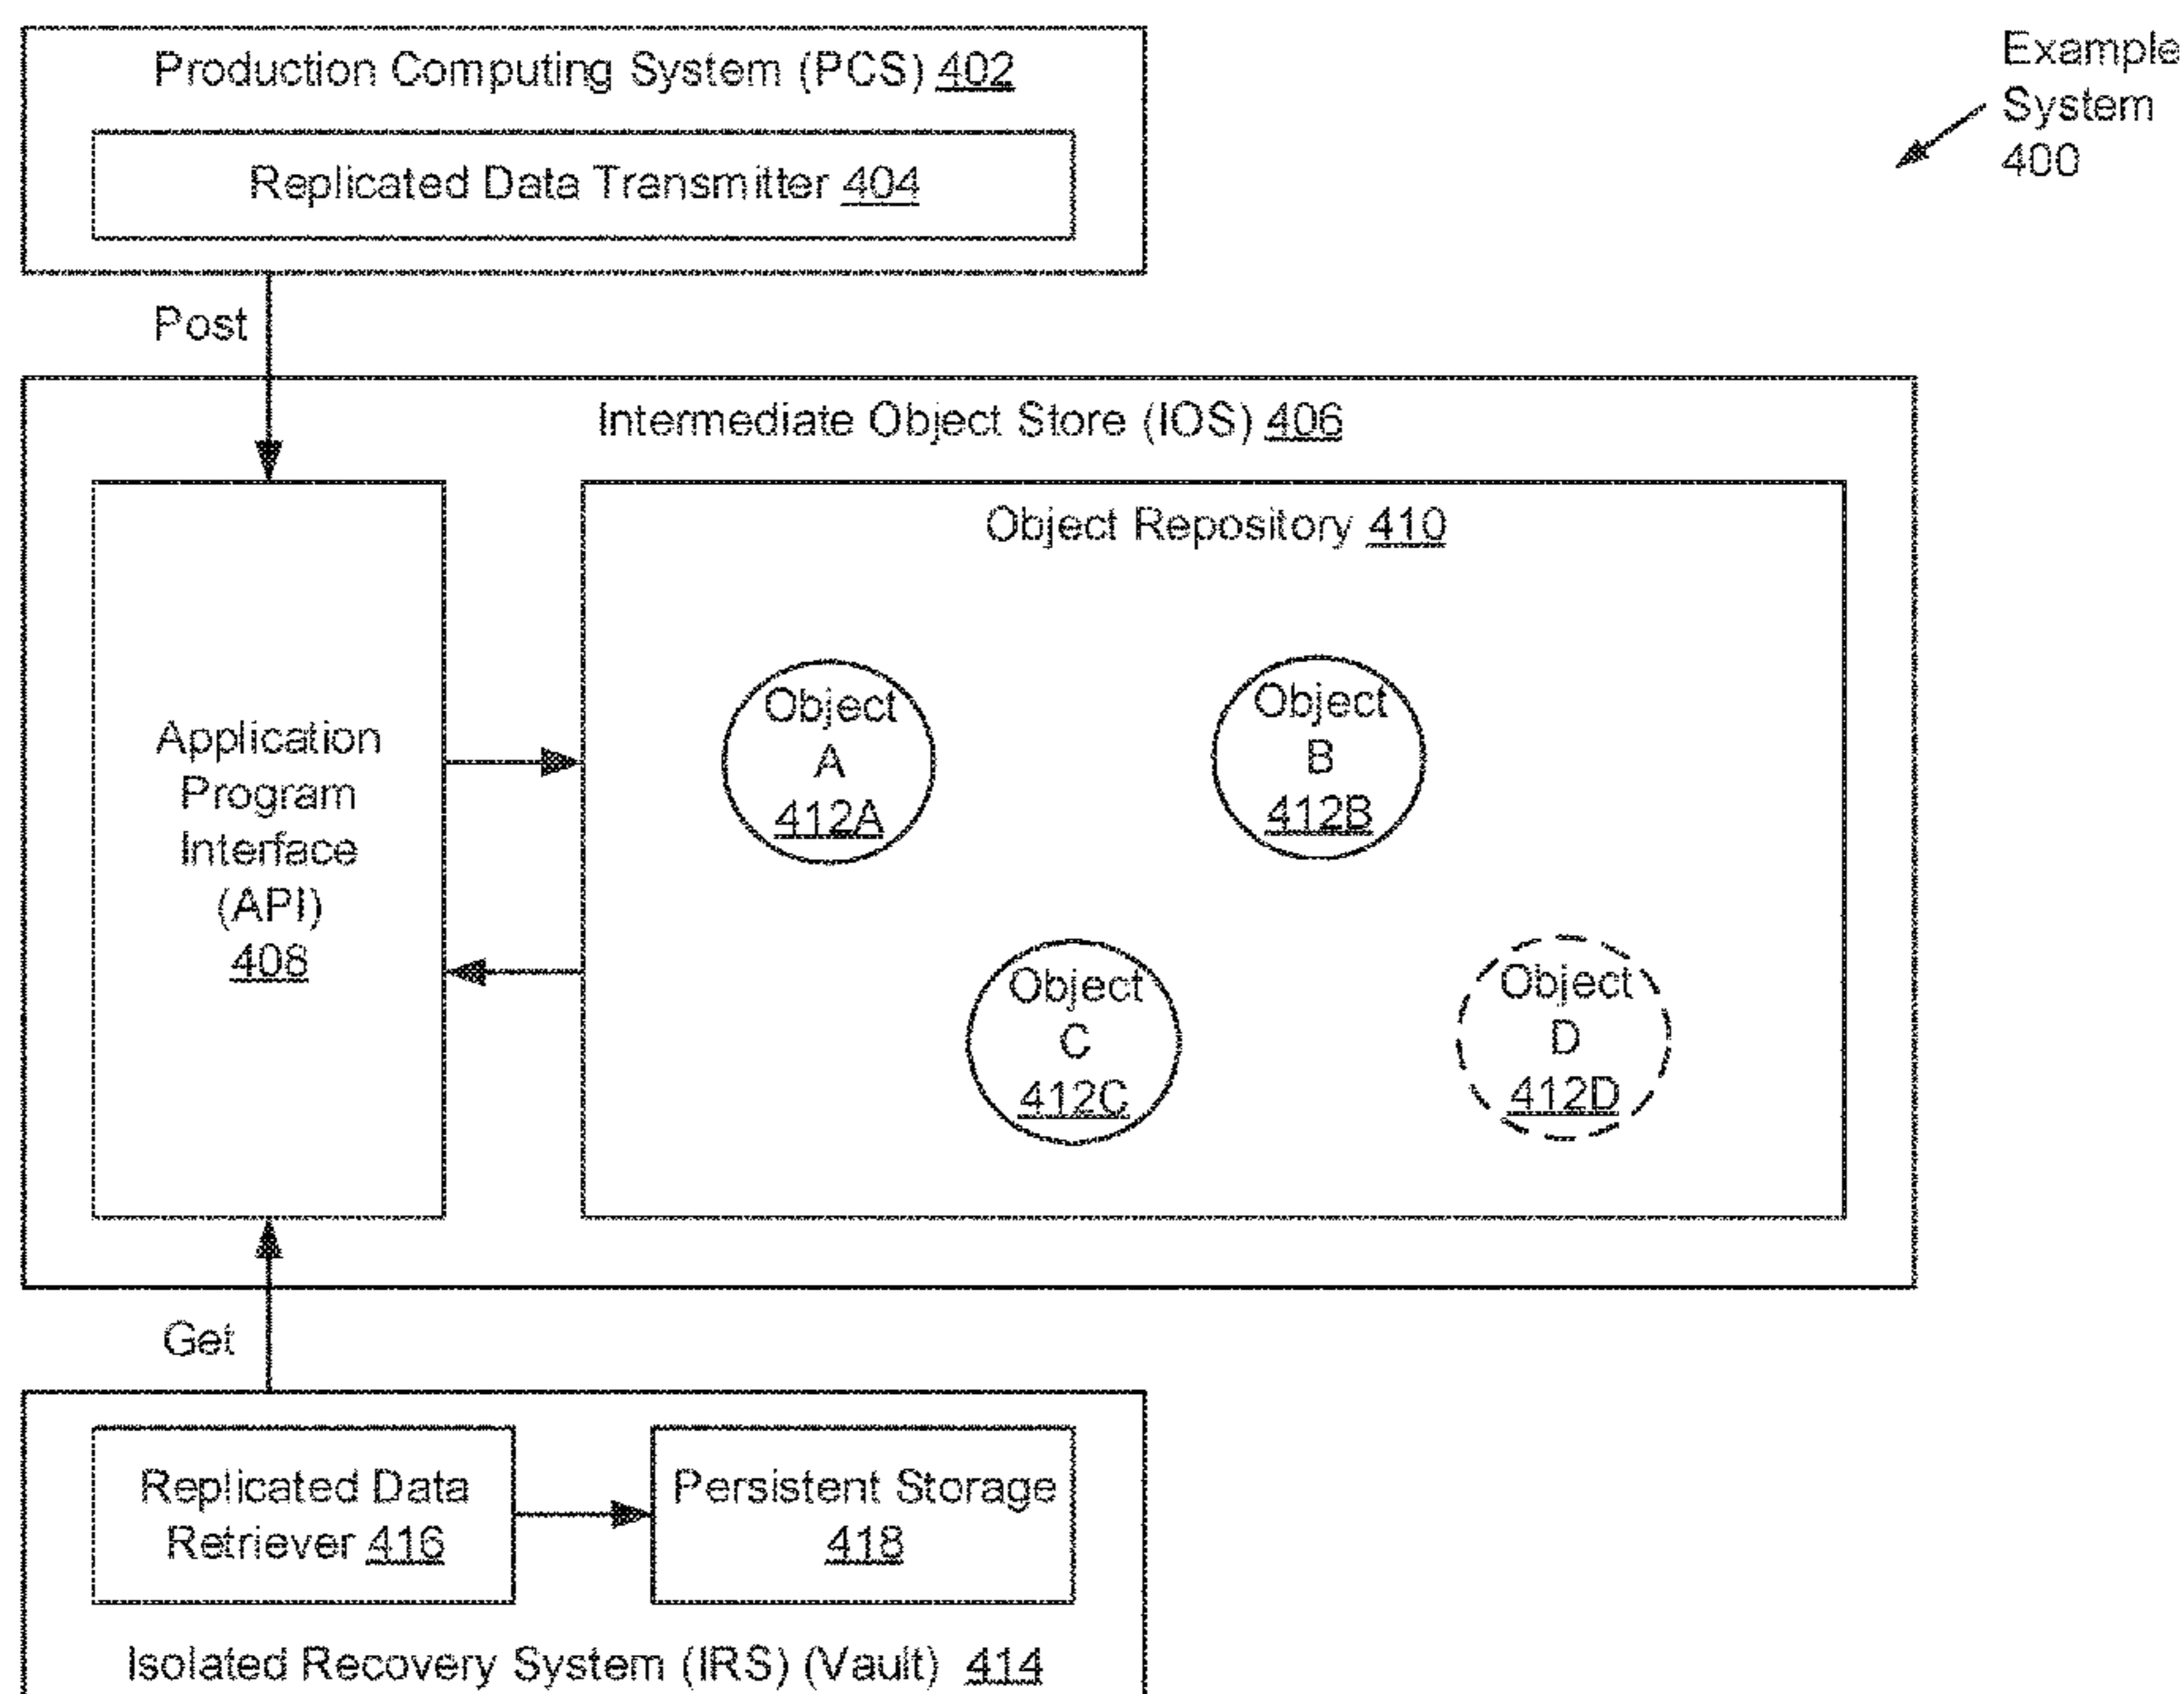 Production Computing System (PCS) 402
Replicated Data Transmitter 404
Example
System
400
Post
Intermediate Object Store (IOS) 406
Application
Program
Interface
(API)
408
Object Repository 410
Object
A
412A
Object
B
412B
Object
C
412C
Object
D
412D
Get
Replicated Data
Retriever 416
Persistent Storage
418
Isolated Recovery System (IRS) (Vault) 414